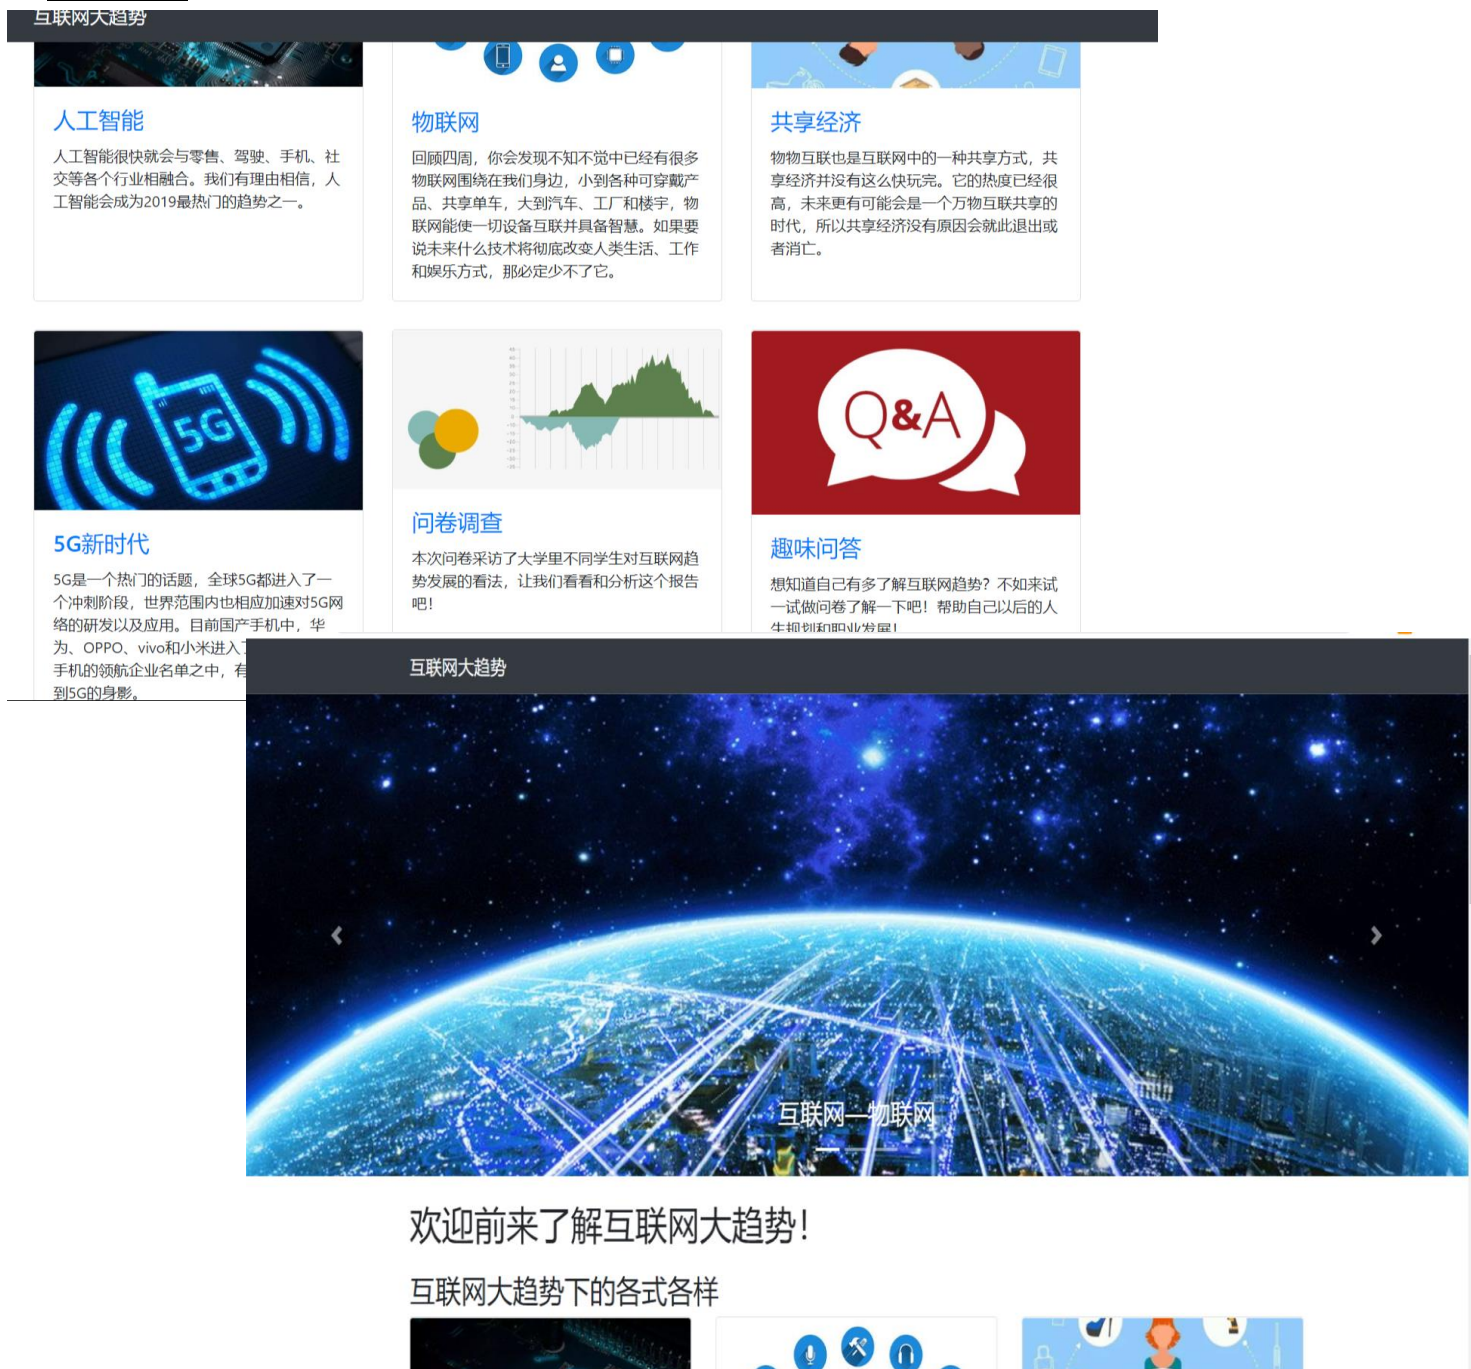 互联网大趋势
人工智能
人工智能很快就会与零售、驾驶、手机、社
交等各个行业相融合。我们有理由相信，人
工智能会成为2019最热门的趋势之一。
物联网
回顾四周，你会发现不知不觉中已经有很多
物联网围绕在我们身边，小到各种可穿戴产
品、共享单车，大到汽车、工厂和楼宇，物
联网能使一切设备互联并具备智慧。如果要
说未来什么技术将彻底改变人类生活、工作
和娱乐方式，那必定少不了它。
共享经济
物物互联也是互联网中的一种共享方式，共
享经济并没有这么快玩完。它的热度已经很
高，未来更有可能会是一个万物互联共享的
时代，所以共享经济没有原因会就此退出或
者消亡。
5G
5G新时代
5G是一个热门的话题，全球5G都进入了一
个冲刺阶段，世界范围内也相应加速对5G网
络的研发以及应用。目前国产手机中，华
为、OPPO、vivo和小米进入了
手机的领航企业名单之中，有
到5G的身影。
问卷调查
本次问卷采访了大学里不同学生对互联网趋
势发展的看法，让我们看看和分析这个报告
吧！
Q&A
趣味问答
想知道自己有多了解互联网趋势？不如来试
一试做问卷了解一下吧！帮助自己以后的人
生规划和职业发展！
互联网大趋势
互联网—物联网
欢迎前来了解互联网大趋势！
互联网大趋势下的各式各样